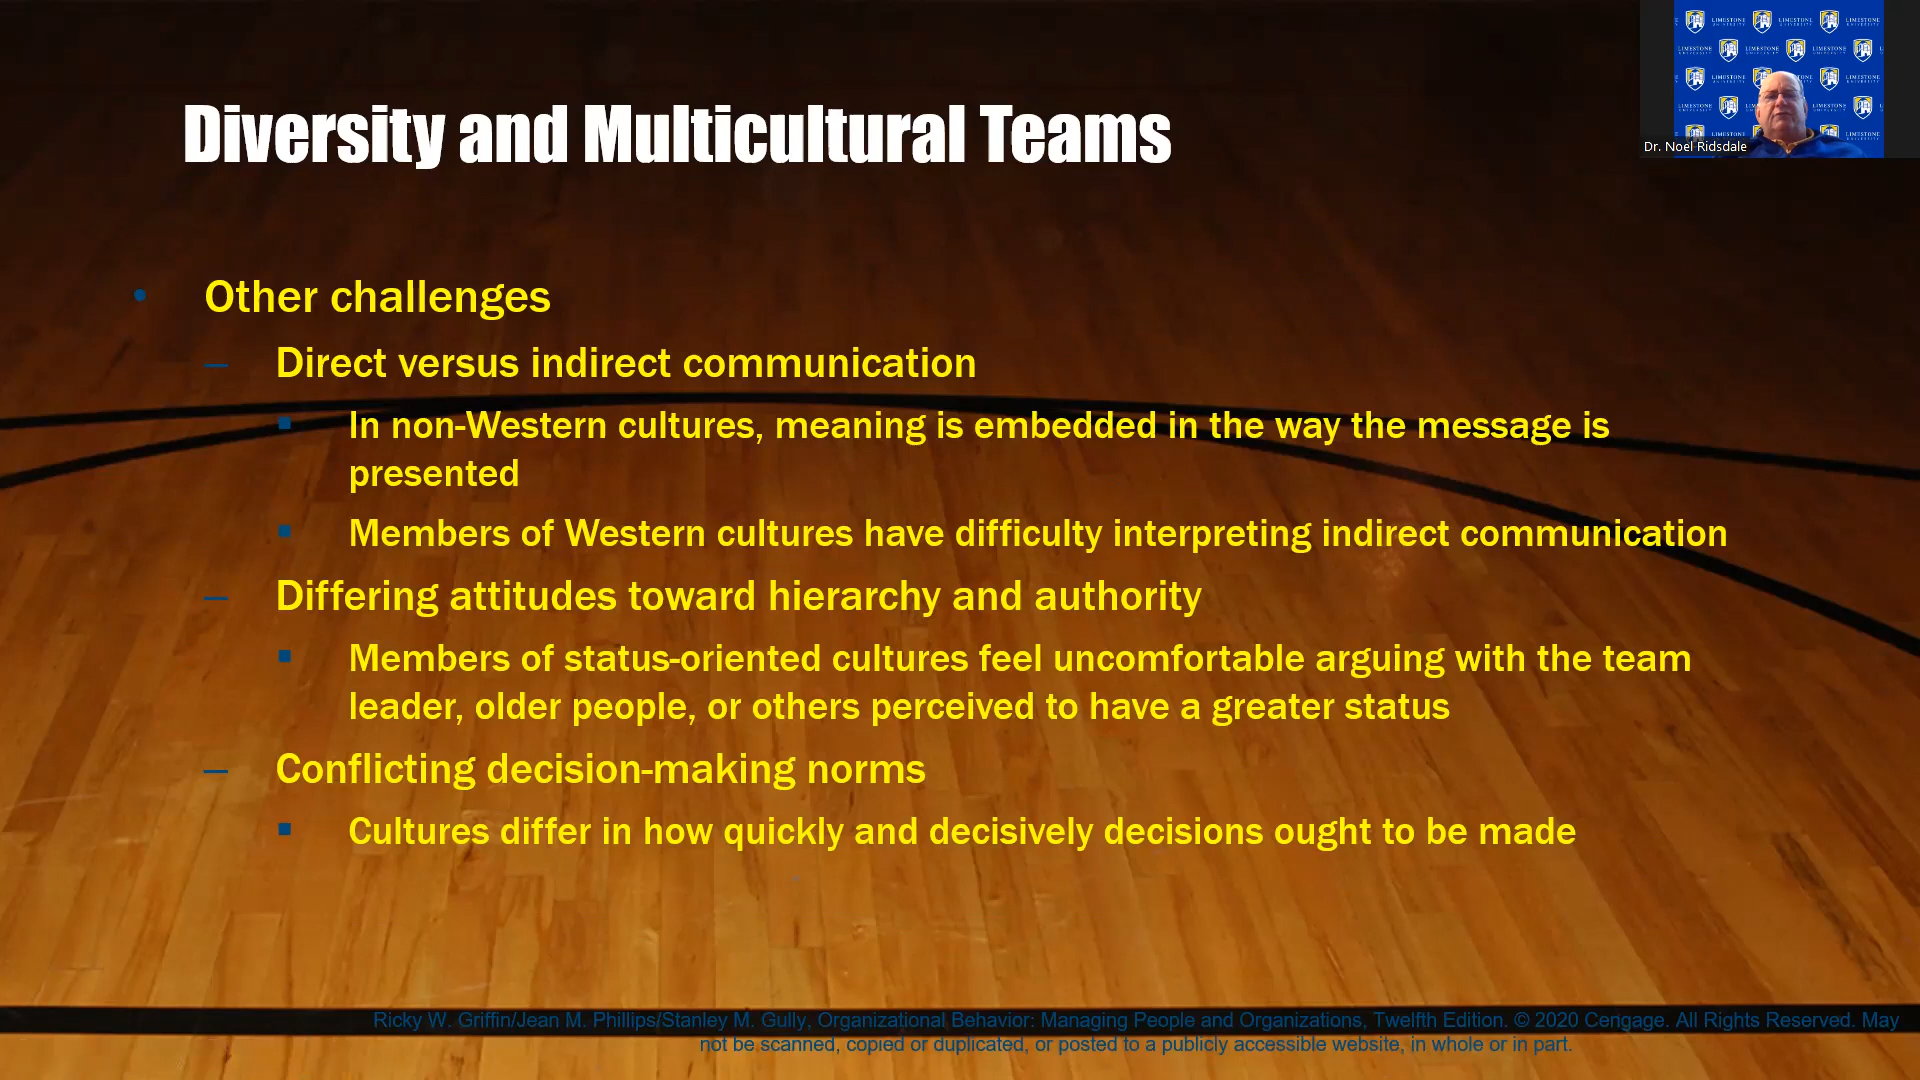 Diversity and Multicultural Teams
• Other challenges
– Direct versus indirect communication
▪ In non-Western cultures, meaning is embedded in the way the message is
presented
▪ Members of Western cultures have difficulty interpreting indirect communication
– Differing attitudes toward hierarchy and authority
▪ Members of status-oriented cultures feel uncomfortable arguing with the team
leader, older people, or others perceived to have a greater status
– Conflicting decision-making norms
▪ Cultures differ in how quickly and decisively decisions ought to be made
Ricky W. Griffin/Jean M. Phillips/Stanley M. Gully, Organizational Behavior: Managing People and Organizations, Twelfth Edition. © 2020 Cengage. All Rights Reserved. May
not be scanned, copied or duplicated, or posted to a publicly accessible website, in whole or in part.
LIMESTONE
UNIVERSITY
Dr. Noel Ridsdale